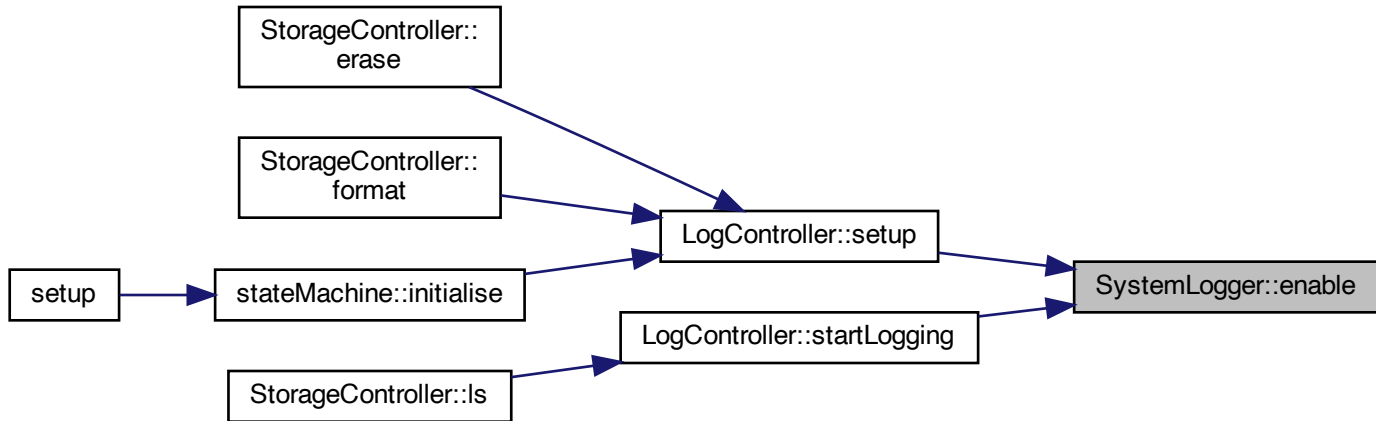 StorageController::
erase
StorageController::
format
LogController::setup
setup
stateMachine::initialise
SystemLogger::enable
LogController::startLogging
StorageController::ls